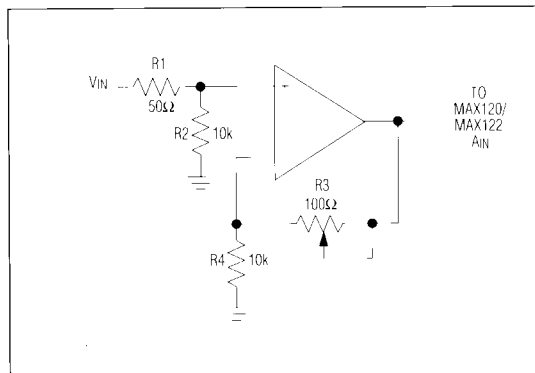 R1
VIN
50Ω
R2
10k
TO
MAX120/
MAX122
AIN
R3
100Ω
R4
10k